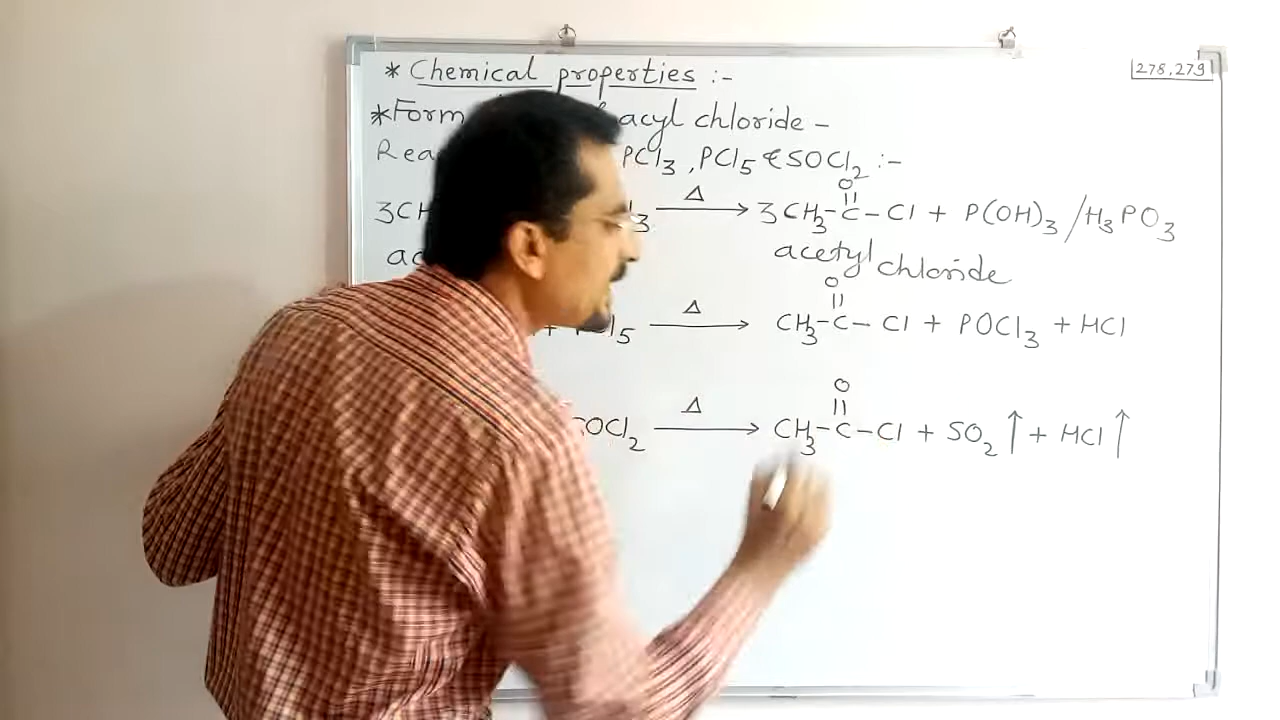 * Chemical properties :-
278,279
*Form acyl chloride -
Rea PCl₃ , PCl₅ & SOCl₂ :-
3CH 3 Δ → 3CH₃-C(=O)-Cl + P(OH)₃ /H₃PO₃
ac acetyl chloride
+ PCl₅ Δ → CH₃-C(=O)-Cl + POCl₃ + HCl
SOCl₂ Δ → CH₃-C(=O)-Cl + SO₂ ↑ + HCl ↑